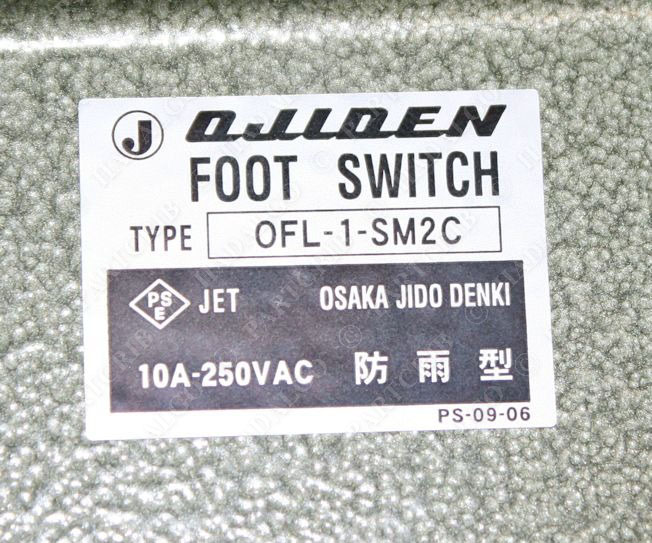 J OJIDEN
FOOT SWITCH
TYPE OFL-1-SM2C
PSE JET OSAKA JIDO DENKI
10A-250VAC 防雨型
PS-09-06